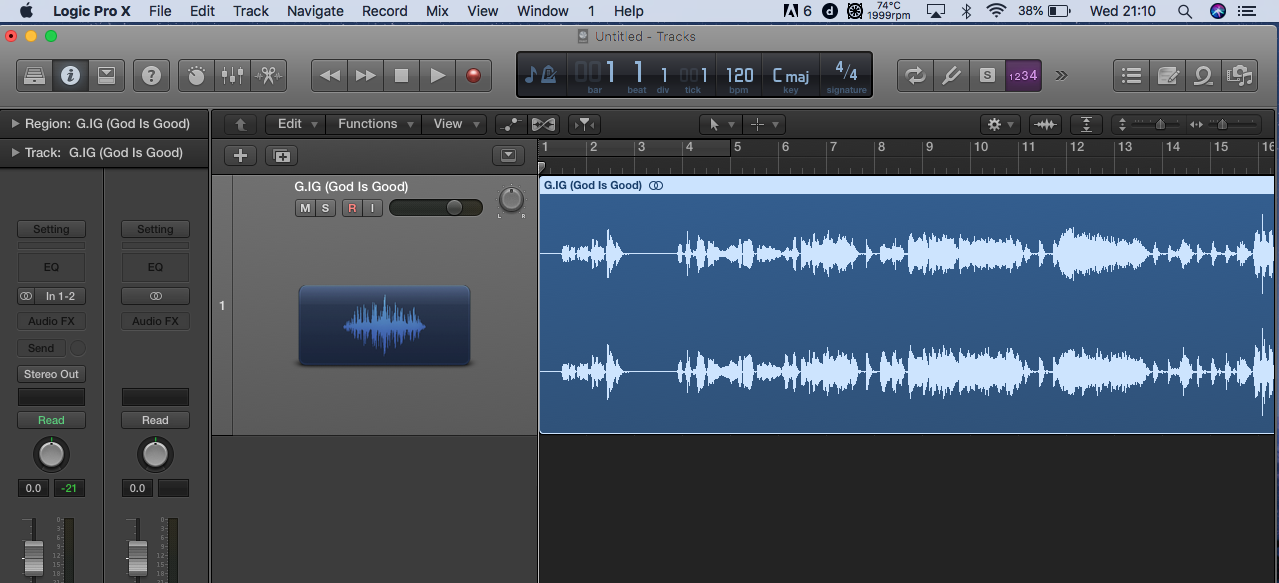 Logic Pro X File Edit Track Navigate Record Mix View Window 1 Help 6 74°C 1999rpm 38% Wed 21:10
Untitled - Tracks
001 1 1 001 120 C maj 4/4
bar beat div tick bpm key signature
S 1234
Region: G.IG (God Is Good) Edit Functions View
Track: G.IG (God Is Good)
1 2 3 4 5 6 7 8 9 10 11 12 13 14 15 16
G.IG (God Is Good)
G.IG (God Is Good)
M S R I
L R
1
Setting Setting
EQ EQ
In 1-2
Audio FX Audio FX
Send
Stereo Out
Read Read
0.0 -21 0.0
0 0
3 3
6 6
9 9
12 12
15 15
18 18